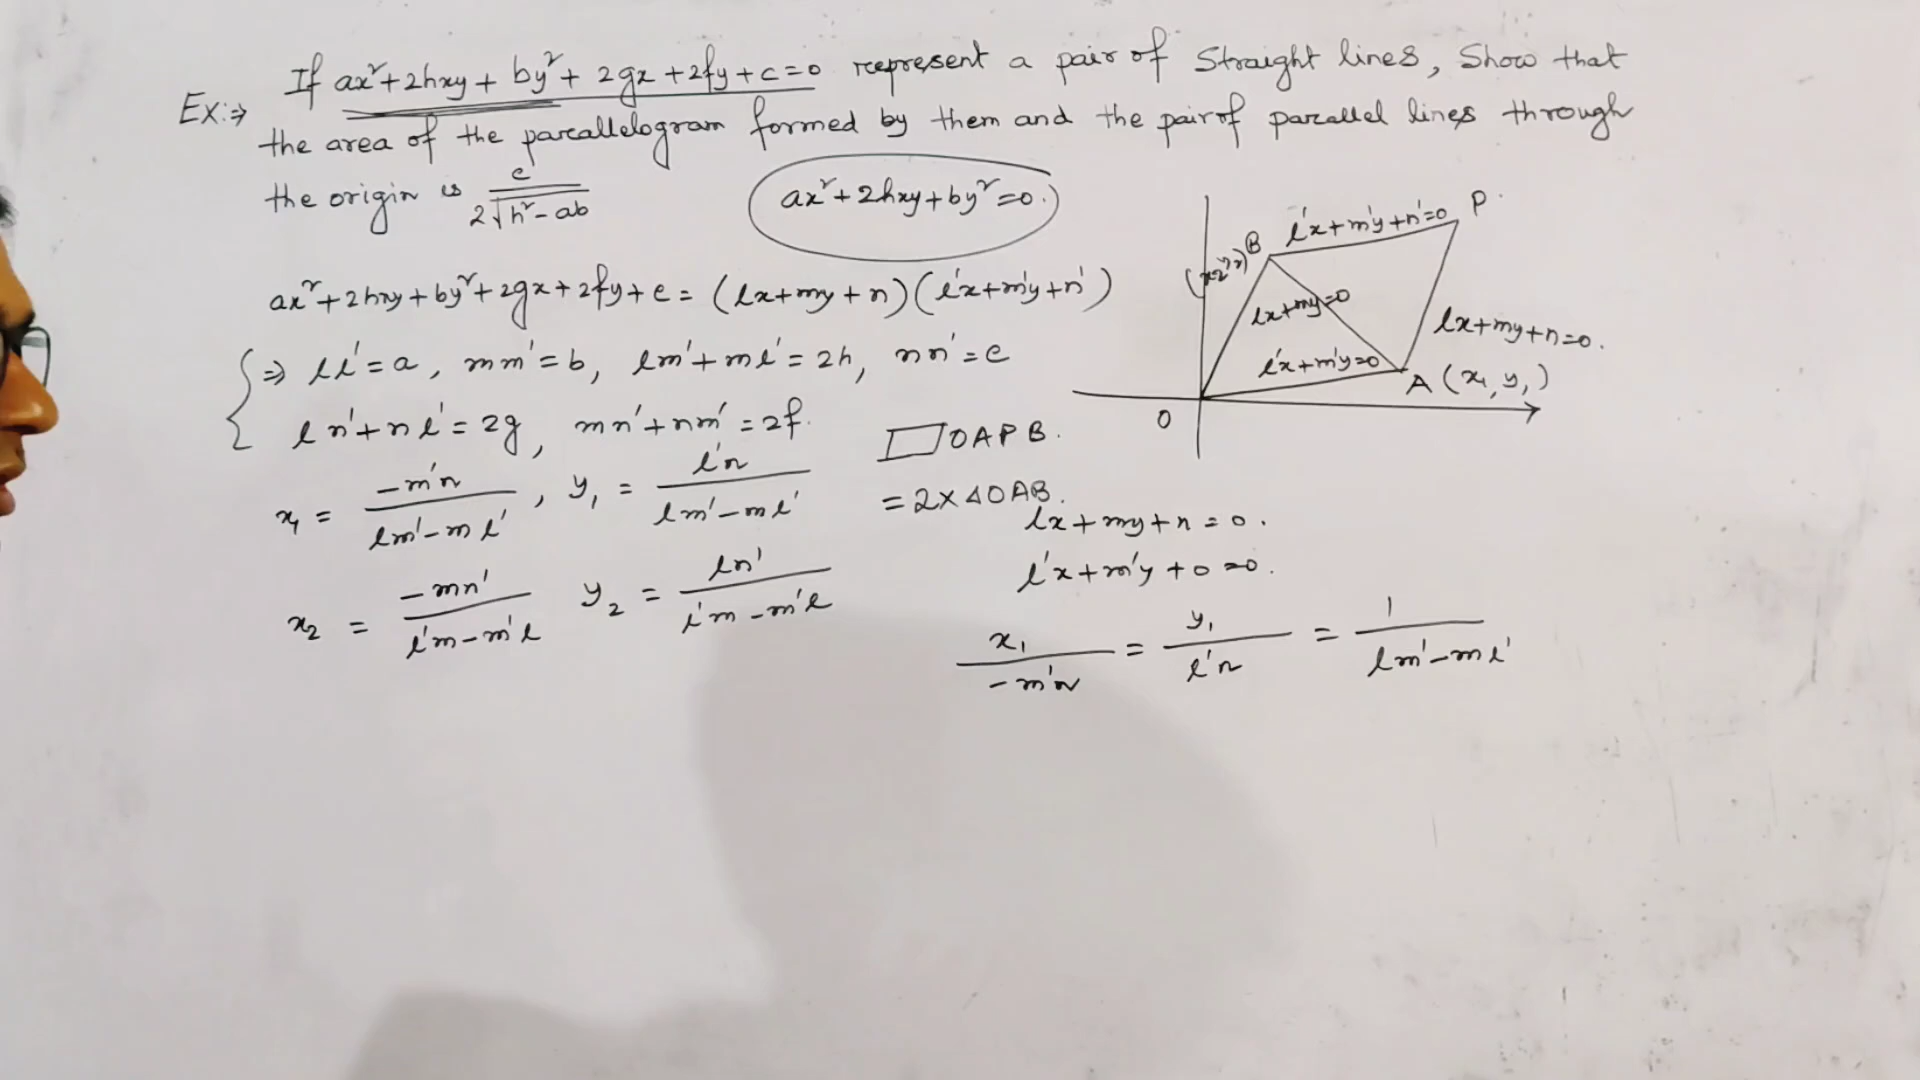 Ex:⇒ If ax²+2hxy+by²+2gx+2fy+c=0 represent a pair of straight lines, Show that
the area of the parallelogram formed by them and the pair of parallel lines through
the origin is c/(2√(h²-ab))
ax²+2hxy+by²=0.
ax²+2hxy+by²+2gx+2fy+c = (lx+my+n)(l'x+m'y+n')
⇒ ll'=a, mm'=b, lm'+ml'=2h, nn'=c
ln'+nl'=2g, mn'+nm'=2f.
x₁ = -m'n/(lm'-ml'), y₁ = l'n/(lm'-ml')
x₂ = -mn'/(l'm-m'l) y₂ = ln'/(l'm-m'l)
l'x+m'y+n'=0 P.
B
lx+my=0
lx+my+n=0.
l'x+m'y=0
A (x₁, y₁)
O
▱OAPB.
=2×ΔOAB.
lx+my+n=0.
l'x+m'y+0=0.
x₁/(-m'n) = y₁/(l'n) = 1/(lm'-ml')